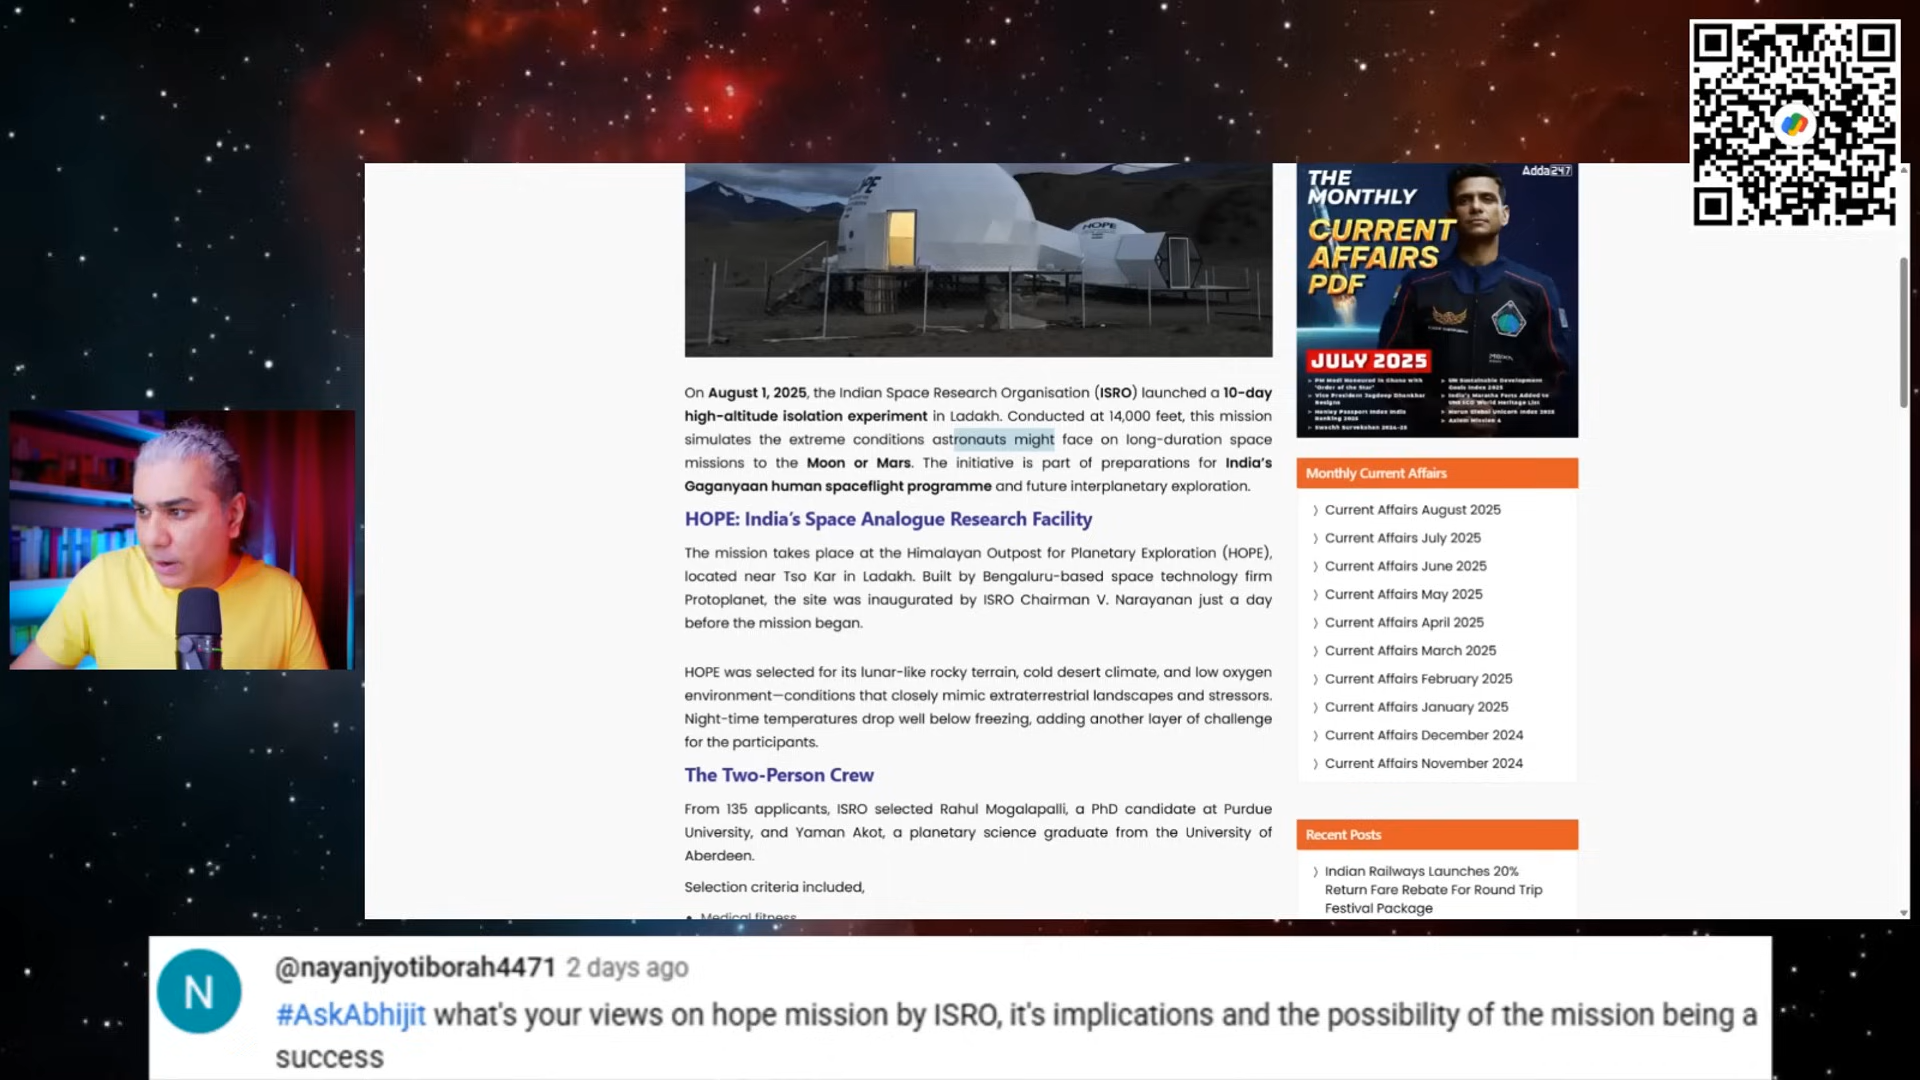 HOPE
Adda247
THE
MONTHLY
CURRENT
AFFAIRS
PDF
JULY 2025
On August 1, 2025, the Indian Space Research Organisation (ISRO) launched a 10-day
high-altitude isolation experiment in Ladakh. Conducted at 14,000 feet, this mission
simulates the extreme conditions astronauts might face on long-duration space
missions to the Moon or Mars. The initiative is part of preparations for India's
Gaganyaan human spaceflight programme and future interplanetary exploration.
HOPE: India's Space Analogue Research Facility
The mission takes place at the Himalayan Outpost for Planetary Exploration (HOPE),
located near Tso Kar in Ladakh. Built by Bengaluru-based space technology firm
Protoplanet, the site was inaugurated by ISRO Chairman V. Narayanan just a day
before the mission began.
HOPE was selected for its lunar-like rocky terrain, cold desert climate, and low oxygen
environment—conditions that closely mimic extraterrestrial landscapes and stressors.
Night-time temperatures drop well below freezing, adding another layer of challenge
for the participants.
The Two-Person Crew
From 135 applicants, ISRO selected Rahul Mogalapalli, a PhD candidate at Purdue
University, and Yaman Akot, a planetary science graduate from the University of
Aberdeen.
Selection criteria included,
• Medical fitness
Monthly Current Affairs
Current Affairs August 2025
Current Affairs July 2025
Current Affairs June 2025
Current Affairs May 2025
Current Affairs April 2025
Current Affairs March 2025
Current Affairs February 2025
Current Affairs January 2025
Current Affairs December 2024
Current Affairs November 2024
Recent Posts
Indian Railways Launches 20%
Return Fare Rebate For Round Trip
Festival Package
N
@nayanjyotiborah4471 2 days ago
#AskAbhijit what's your views on hope mission by ISRO, it's implications and the possibility of the mission being a
success